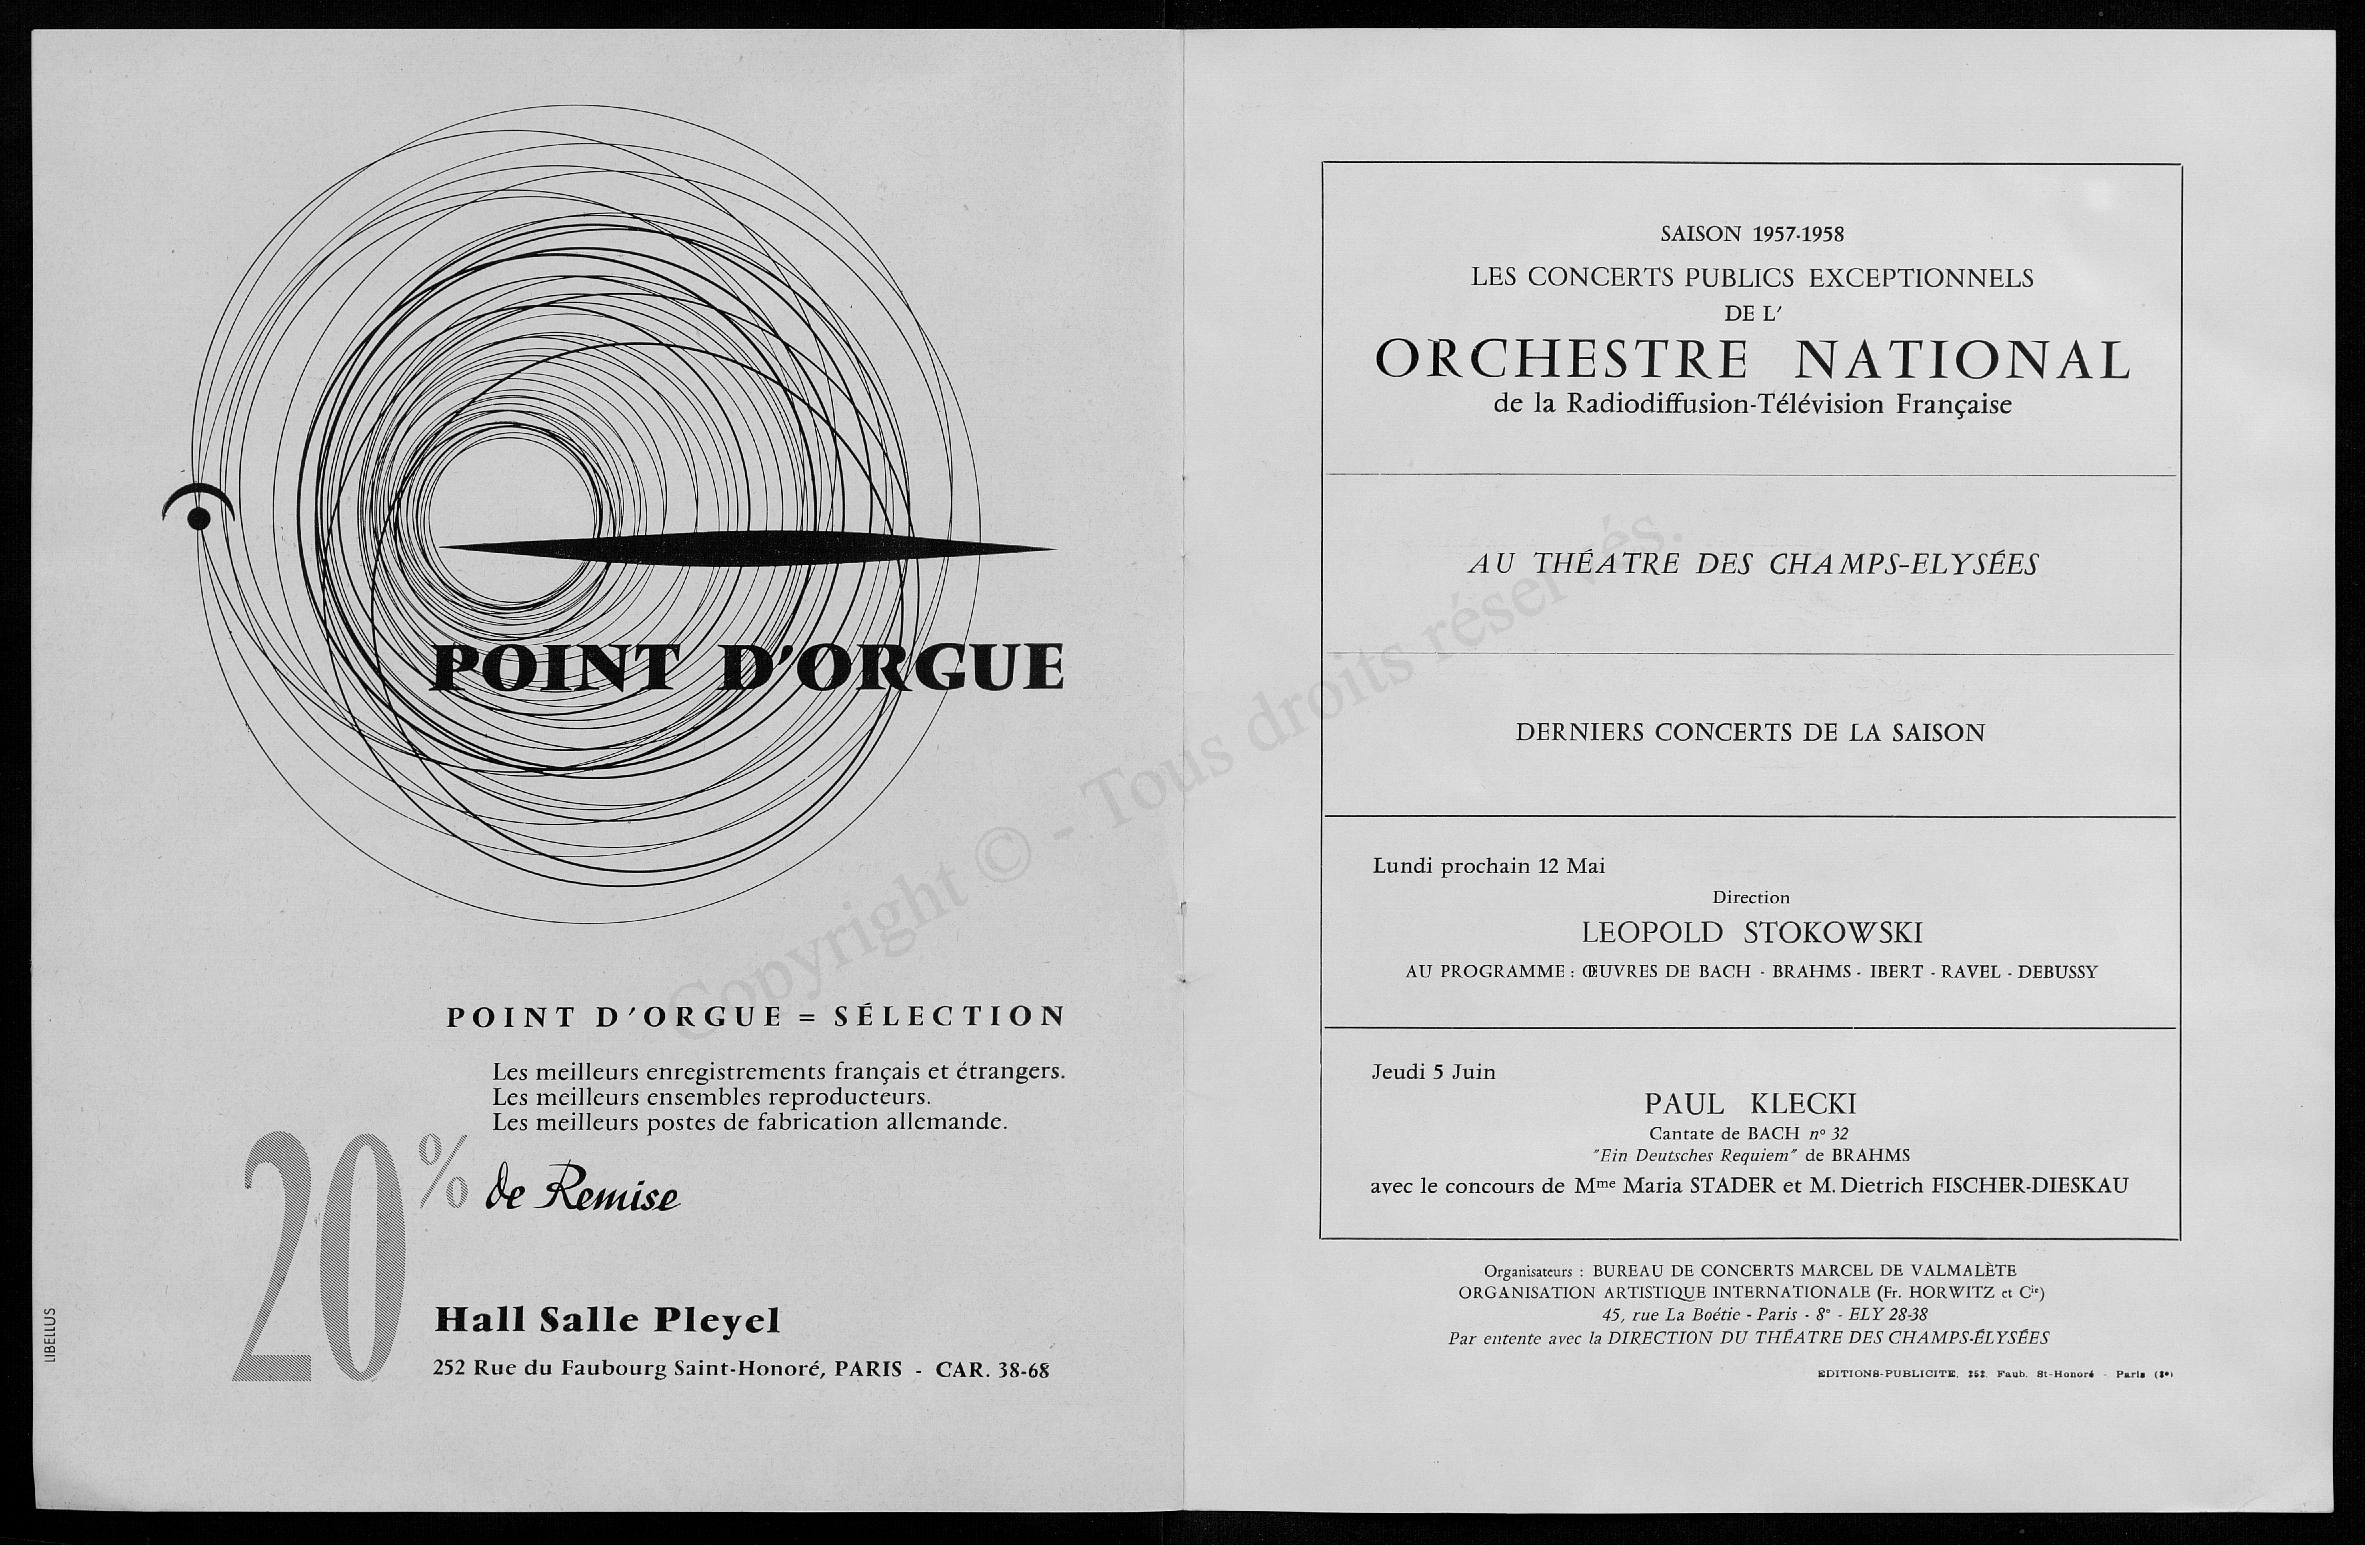 POINT D'ORGUE
POINT D'ORGUE = SÉLECTION
Les meilleurs enregistrements français et étrangers.
Les meilleurs ensembles reproducteurs.
Les meilleurs postes de fabrication allemande.
20% de Remise
Hall Salle Pleyel
252 Rue du Faubourg Saint-Honoré, PARIS - CAR. 38-68
LIBELLUS
SAISON 1957-1958
LES CONCERTS PUBLICS EXCEPTIONNELS
DE L'
ORCHESTRE NATIONAL
de la Radiodiffusion-Télévision Française
AU THÉATRE DES CHAMPS-ELYSÉES
DERNIERS CONCERTS DE LA SAISON
Lundi prochain 12 Mai
Direction
LEOPOLD STOKOWSKI
AU PROGRAMME : ŒUVRES DE BACH - BRAHMS - IBERT - RAVEL - DEBUSSY
Jeudi 5 Juin
PAUL KLECKI
Cantate de BACH nº 32
"Ein Deutsches Requiem" de BRAHMS
avec le concours de Mme Maria STADER et M. Dietrich FISCHER-DIESKAU
Organisateurs : BUREAU DE CONCERTS MARCEL DE VALMALÈTE
ORGANISATION ARTISTIQUE INTERNATIONALE (Fr. HORWITZ et Cie)
45, rue La Boétie - Paris - 8e - ELY 28-38
Par entente avec la DIRECTION DU THÉATRE DES CHAMPS-ÉLYSÉES
EDITIONS-PUBLICITE, 252, Faub. St-Honoré - Paris (8e)
Copyright © - Tous droits réservés.